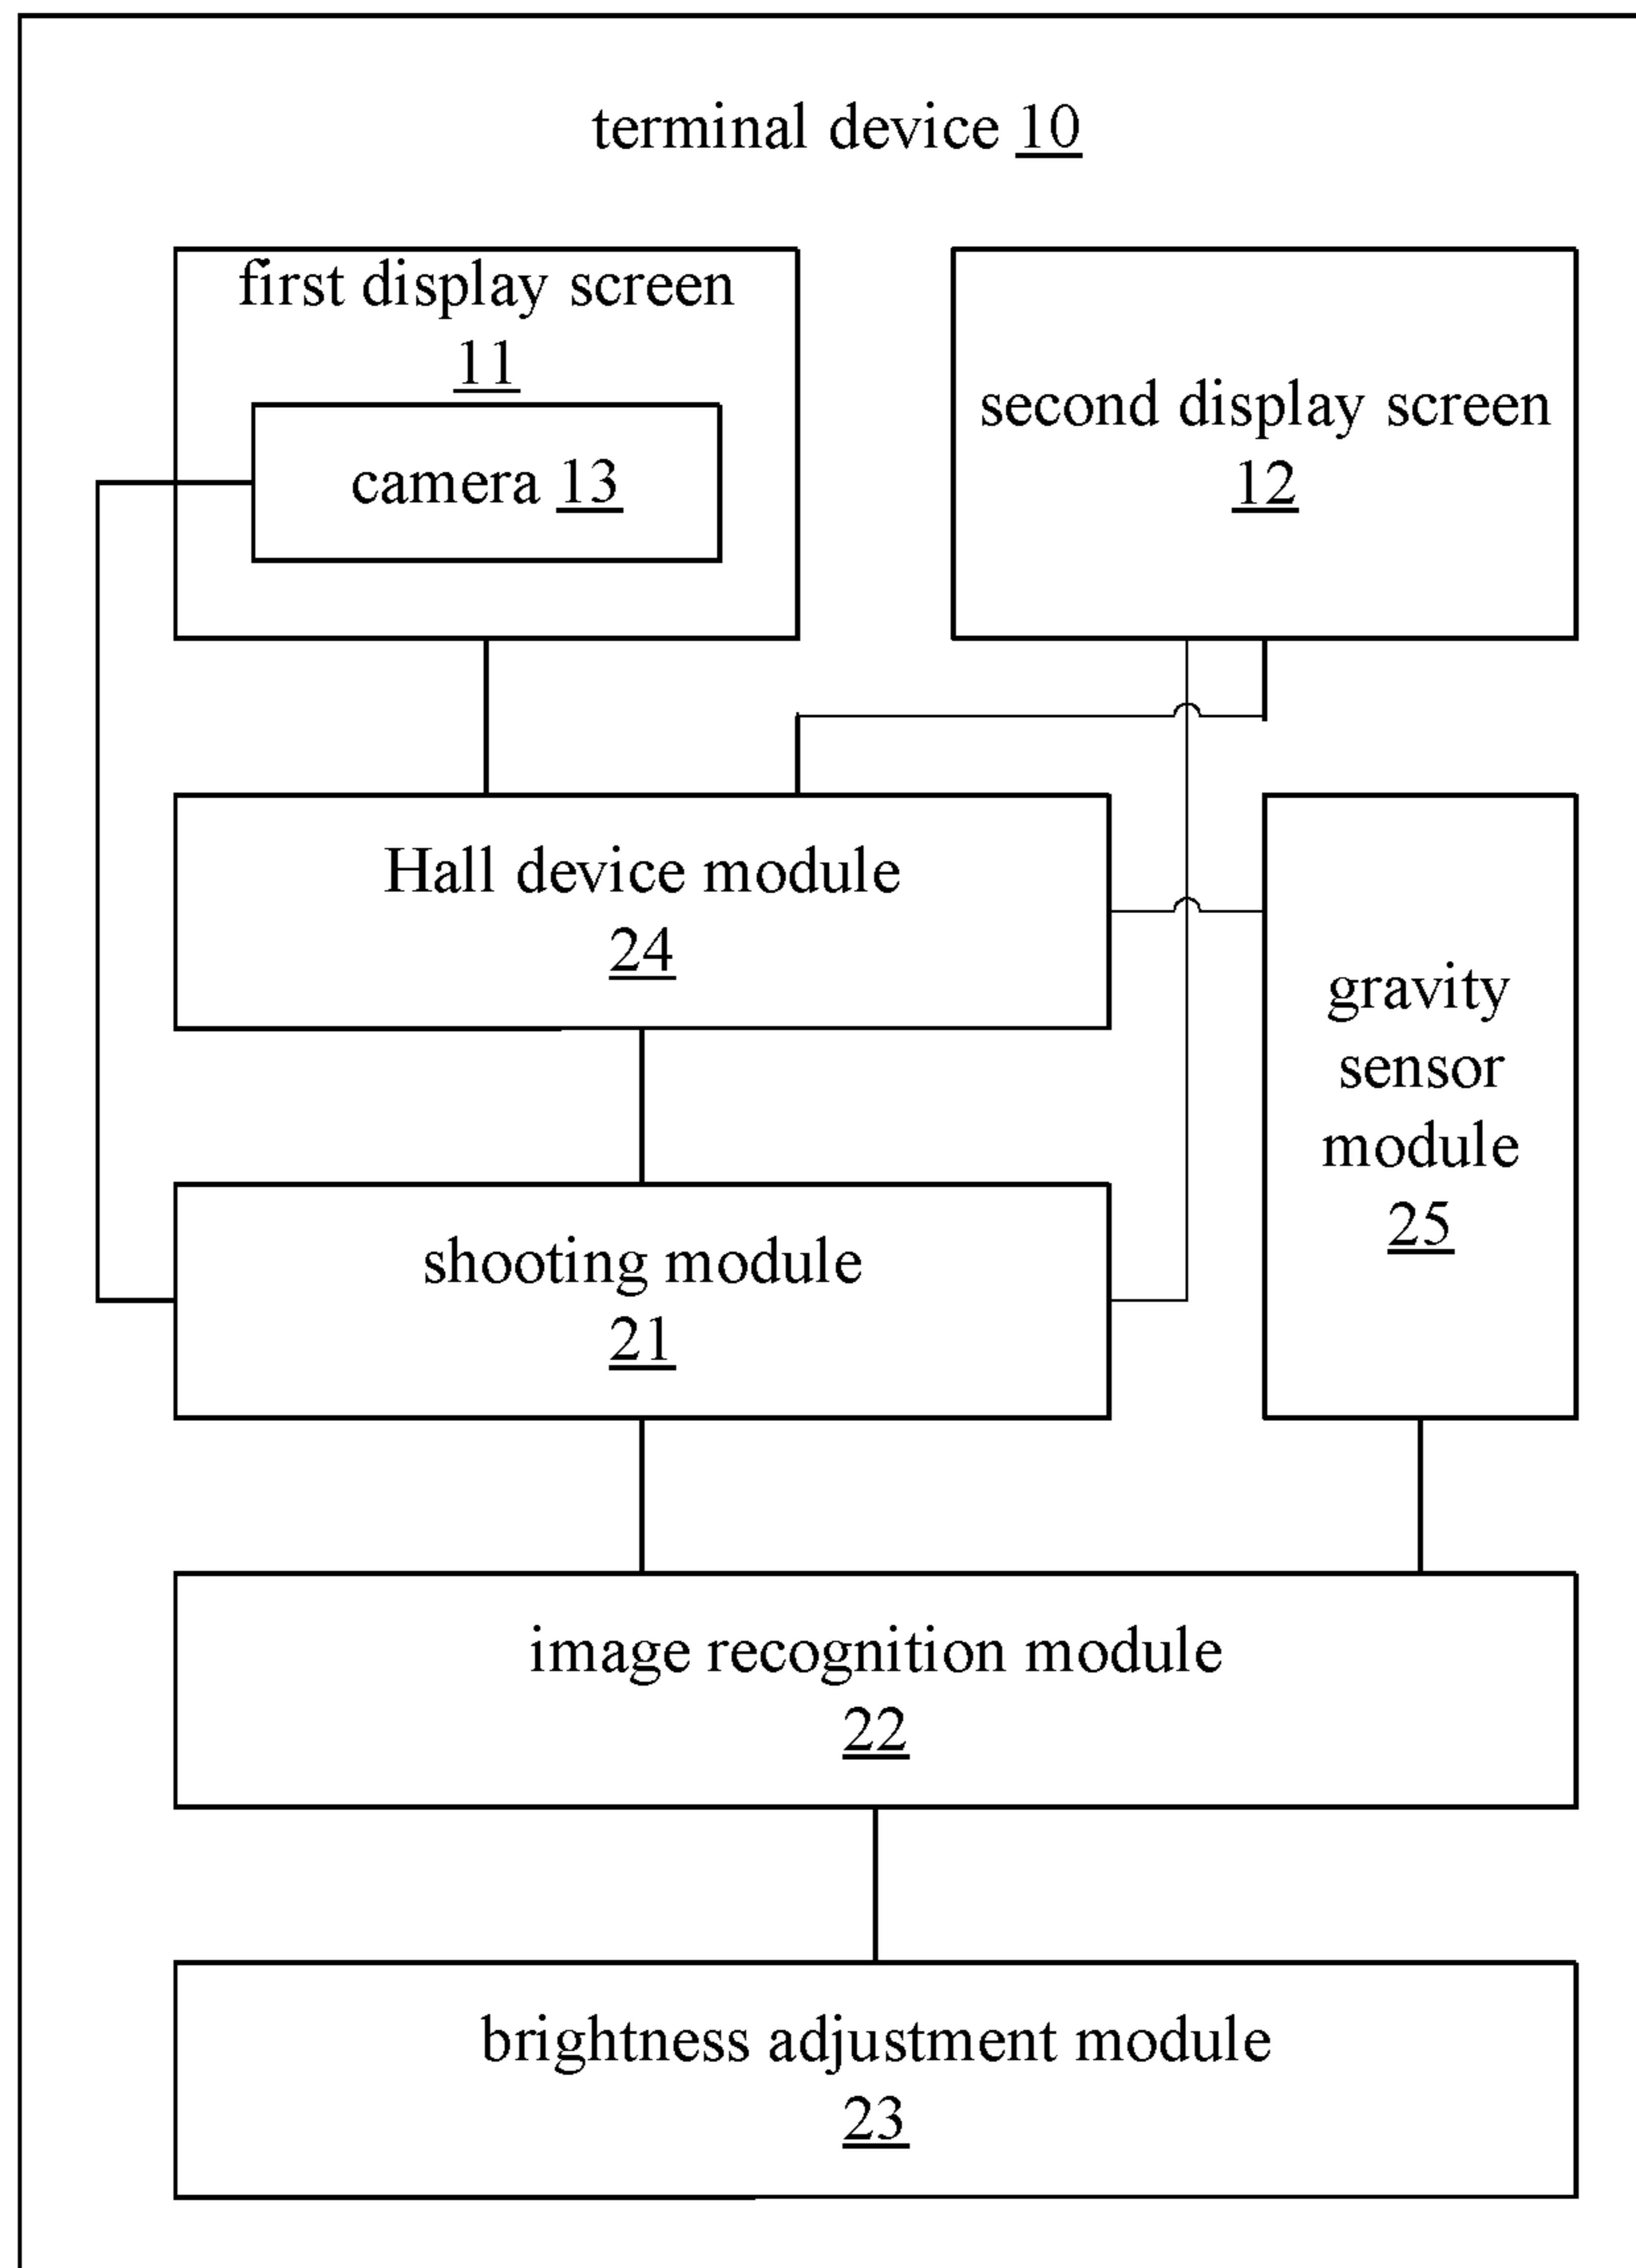 terminal device 10
first display screen
11
camera 13
second display screen
12
Hall device module
24
gravity
sensor
module
25
shooting module
21
image recognition module
22
brightness adjustment module
23